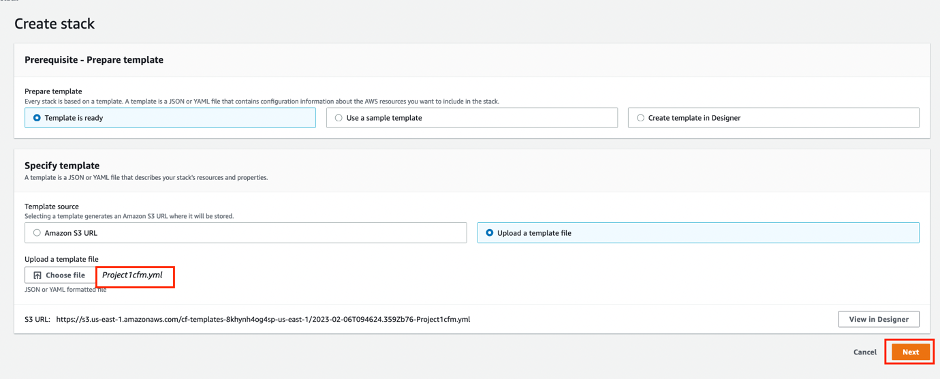 Create stack
Prerequisite - Prepare template
Prepare template
Every stack is based on a template. A template is a JSON or YAML file that contains configuration information about the AWS resources you want to include in the stack.
Template is ready
Use a sample template
Create template in Designer
Specify template
A template is a JSON or YAML file that describes your stack's resources and properties.
Template source
Selecting a template generates an Amazon S3 URL where it will be stored.
Amazon S3 URL
Upload a template file
Upload a template file
Choose file
Project1cfm.yml
JSON or YAML formatted file
S3 URL: https://s3.us-east-1.amazonaws.com/cf-templates-8khynh4og4sp-us-east-1/2023-02-06T094624.359Zb76-Project1cfm.yml
View in Designer
Cancel
Next